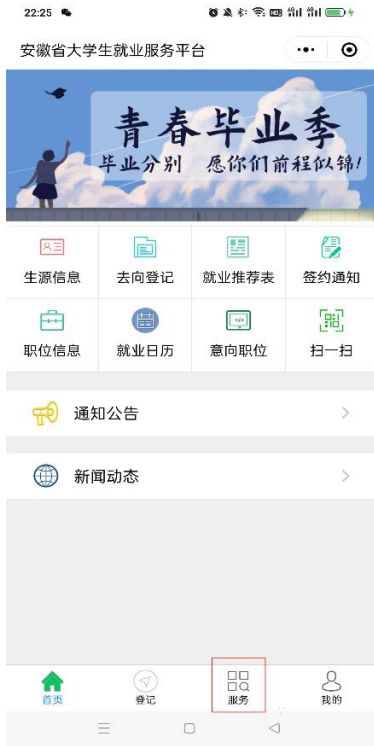 22:25
安徽省大学生就业服务平台
青春毕业季
毕业分别 愿你们前程似锦!
生源信息 去向登记 就业推荐表 签约通知
职位信息 就业日历 意向职位 扫一扫
通知公告
新闻动态
首页 登记 服务 我的